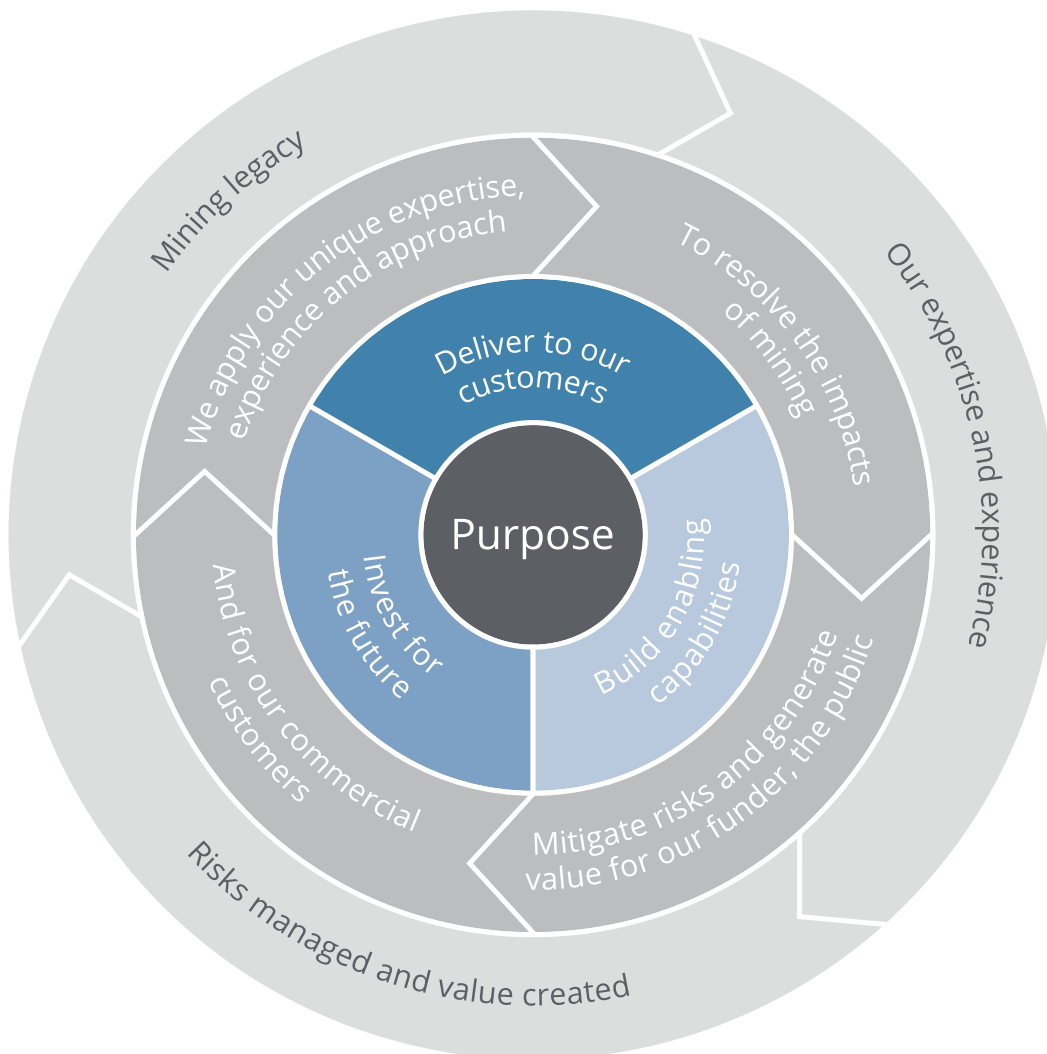 Mining legacy
Our expertise and experience
Risks managed and value created
We apply our unique expertise,
experience and approach
To resolve the impacts
of mining
Mitigate risks and generate
value for our funder, the public
And for our commercial
customers
Deliver to our
customers
Build enabling
capabilities
Invest for
the future
Purpose